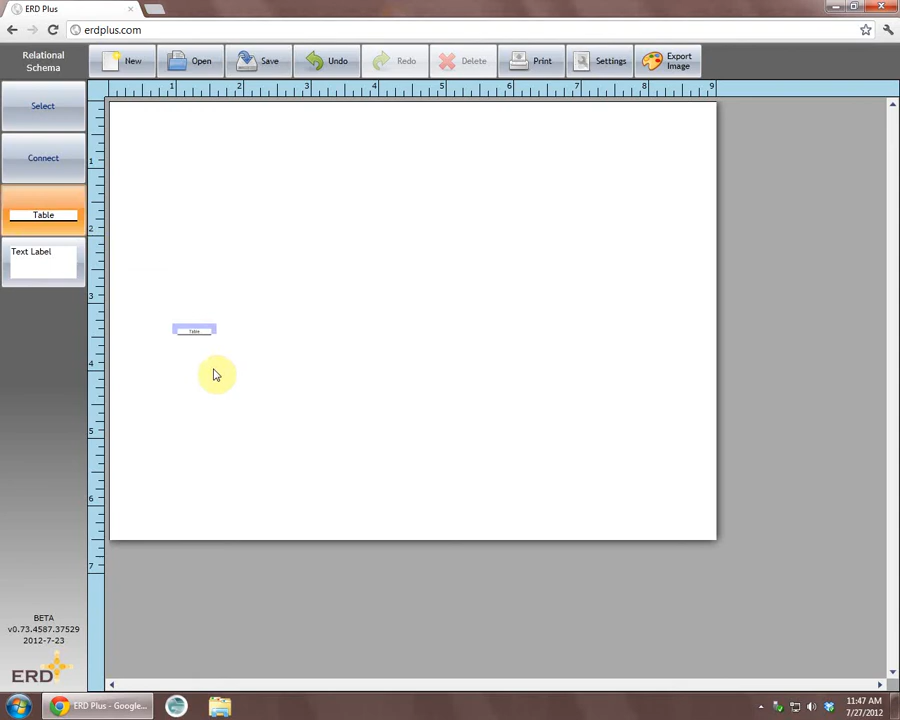 ERD Plus
erdplus.com
Relational
Schema
New
Open
Save
Undo
Redo
Delete
Print
Settings
Export
Image
1 2 3 4 5 6 7 8 9
Select
Connect
Table
Text Label
1
2
3
4
5
6
7
Table
BETA
v0.73.4587.37529
2012-7-23
ERD
ERD Plus - Google...
11:47 AM
7/27/2012